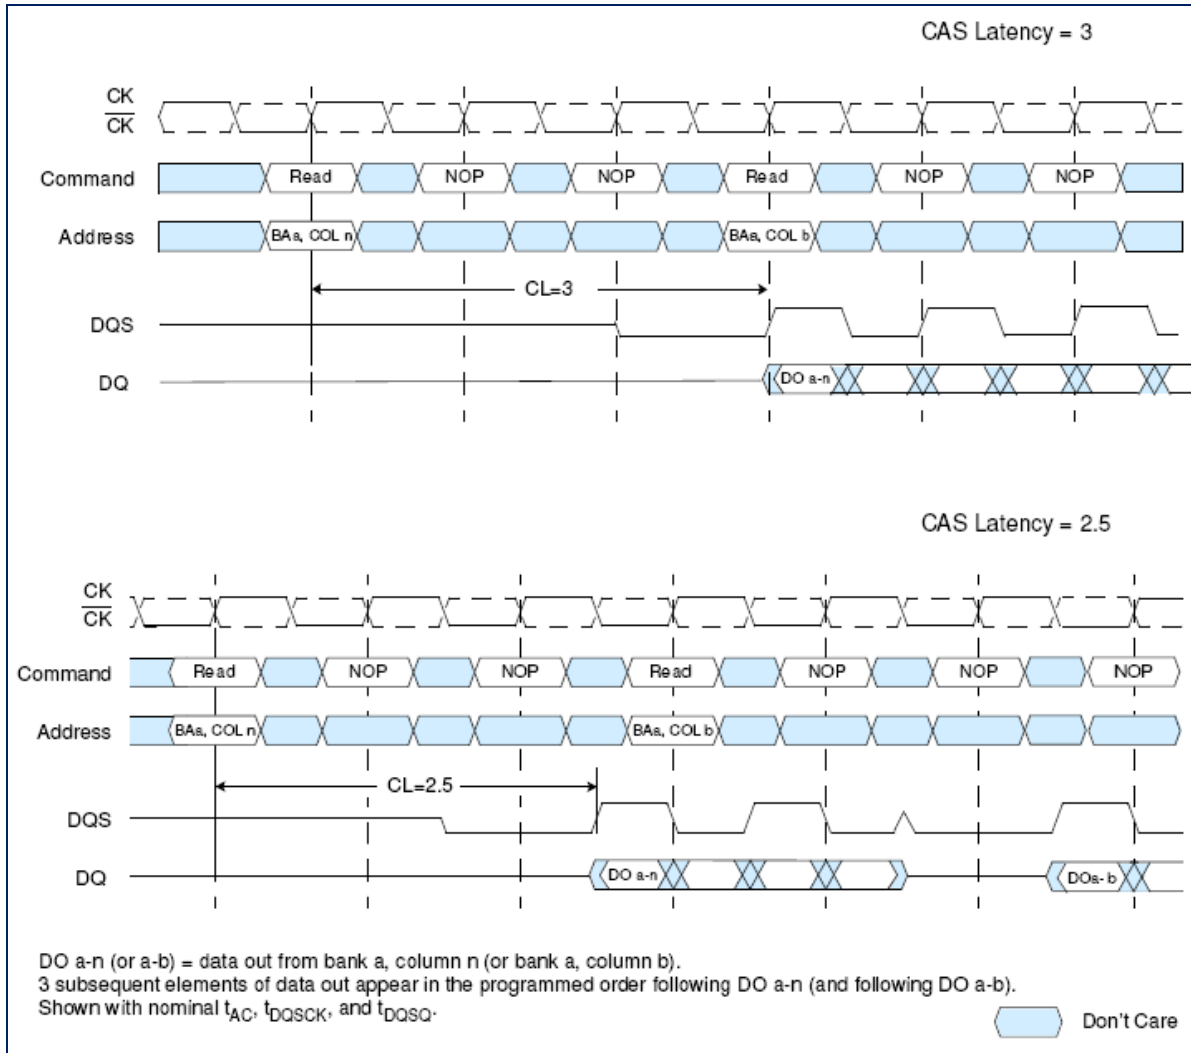 CAS Latency = 3
CK
CK
Command Read NOP NOP Read NOP NOP
Address BAa, COL n BAa, COL b
CL=3
DQS
DQ DO a-n
CAS Latency = 2.5
CK
CK
Command Read NOP NOP Read NOP NOP NOP
Address BAa, COL n BAa, COL b
CL=2.5
DQS
DQ DO a-n DOa- b
DO a-n (or a-b) = data out from bank a, column n (or bank a, column b).
3 subsequent elements of data out appear in the programmed order following DO a-n (and following DO a-b).
Shown with nominal tAC, tDQSCK, and tDQSQ.
Don't Care